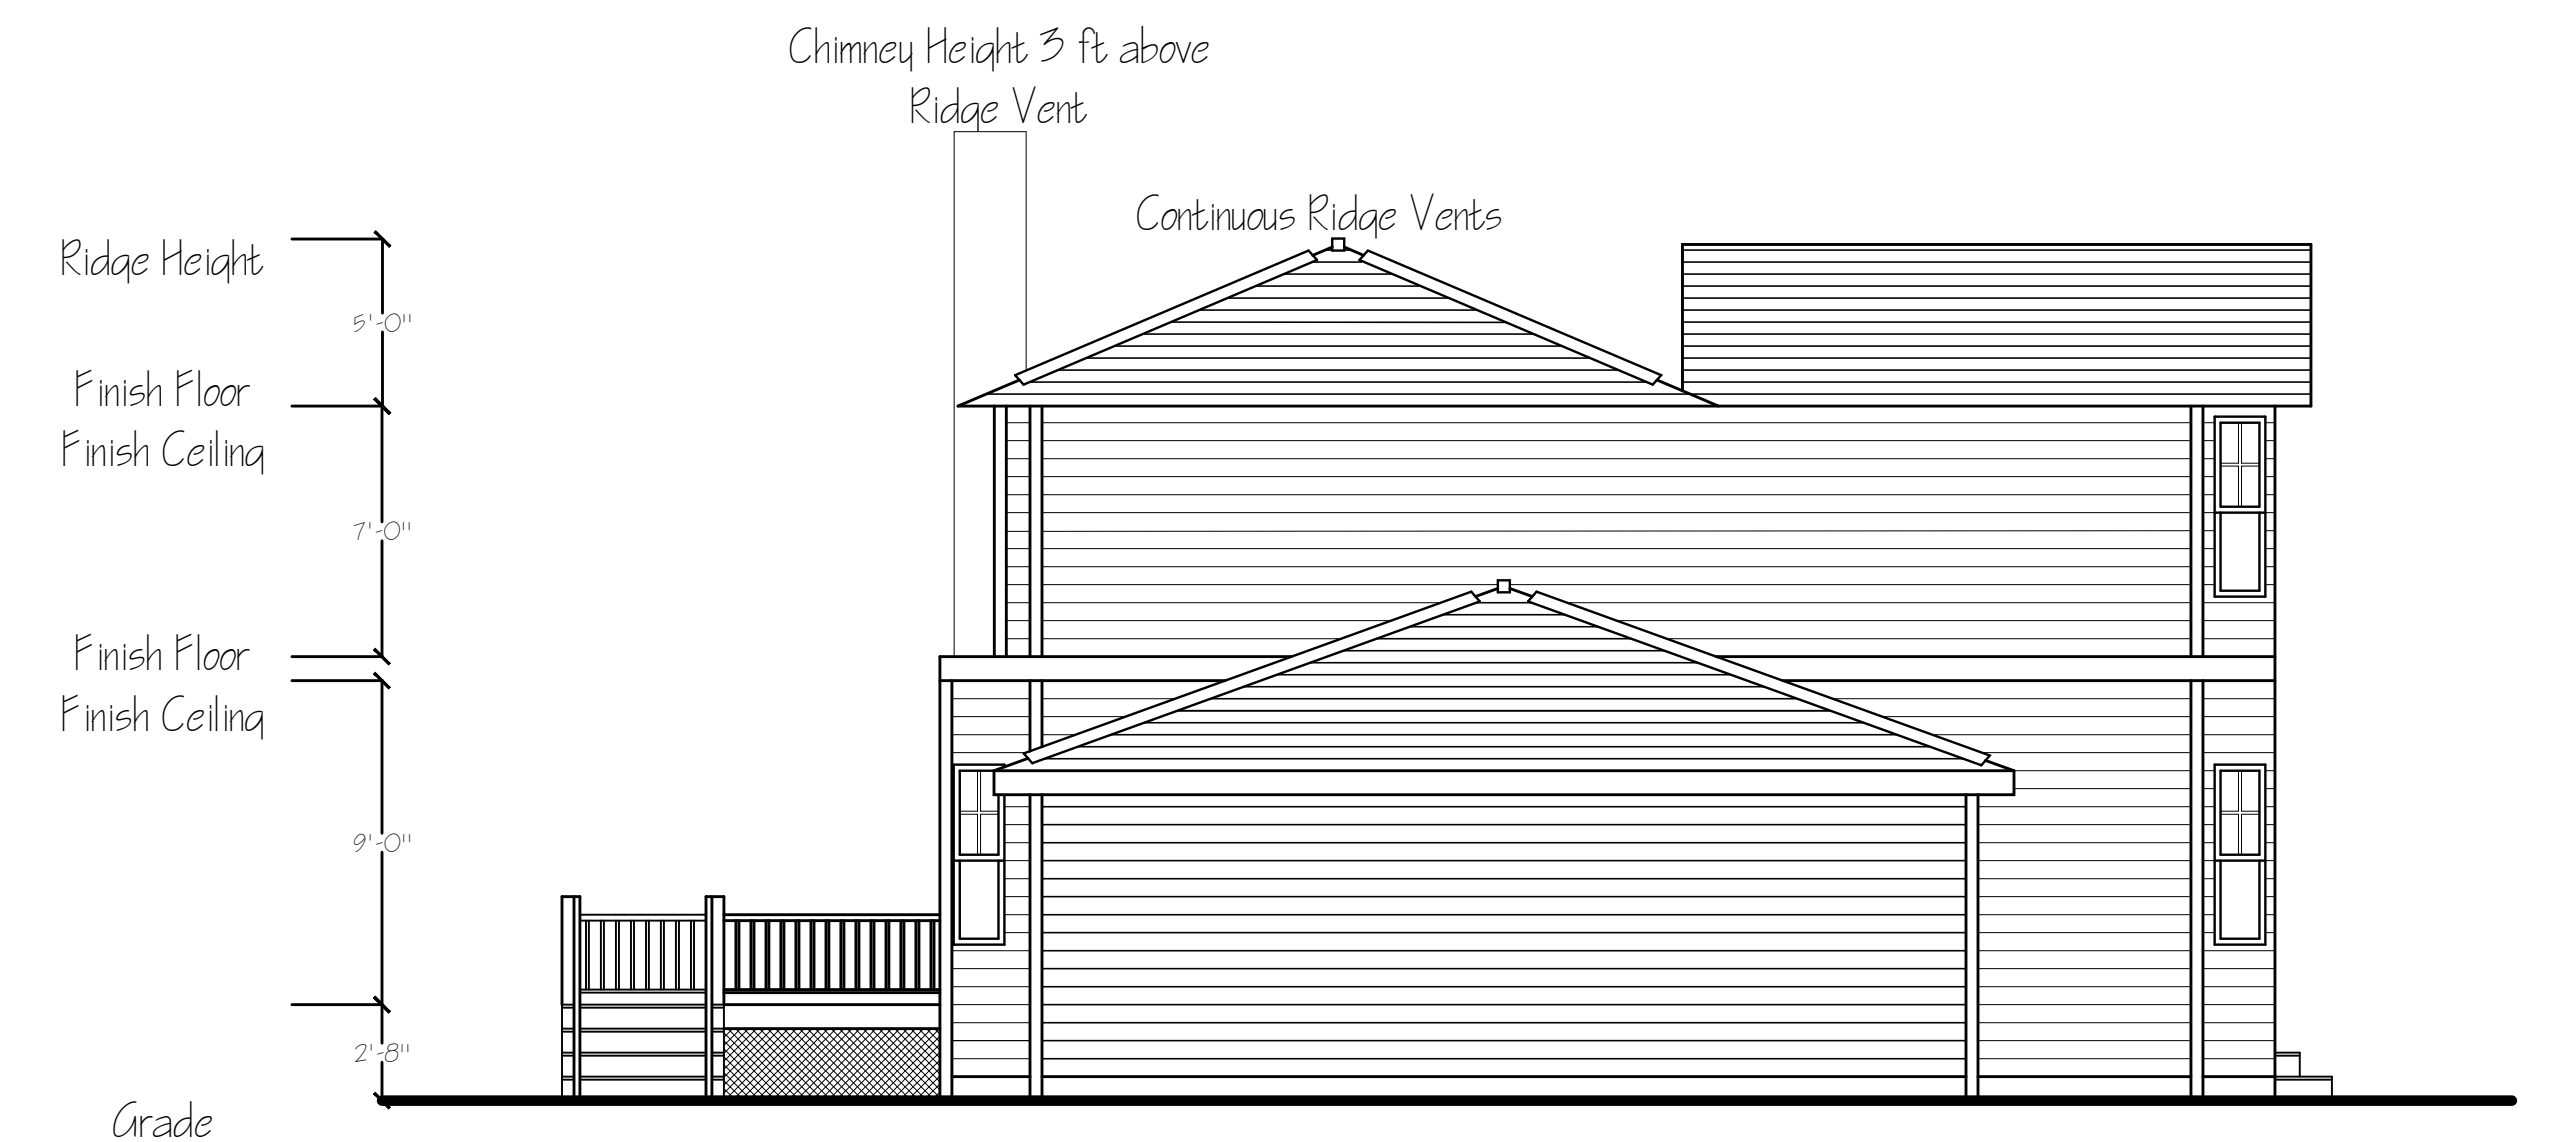 Chimney Height 3 ft above
Ridge Vent
Continuous Ridge Vents
Ridge Height
5'-0"
Finish Floor
Finish Ceiling
7'-0"
Finish Floor
Finish Ceiling
9'-0"
2'-8"
Grade